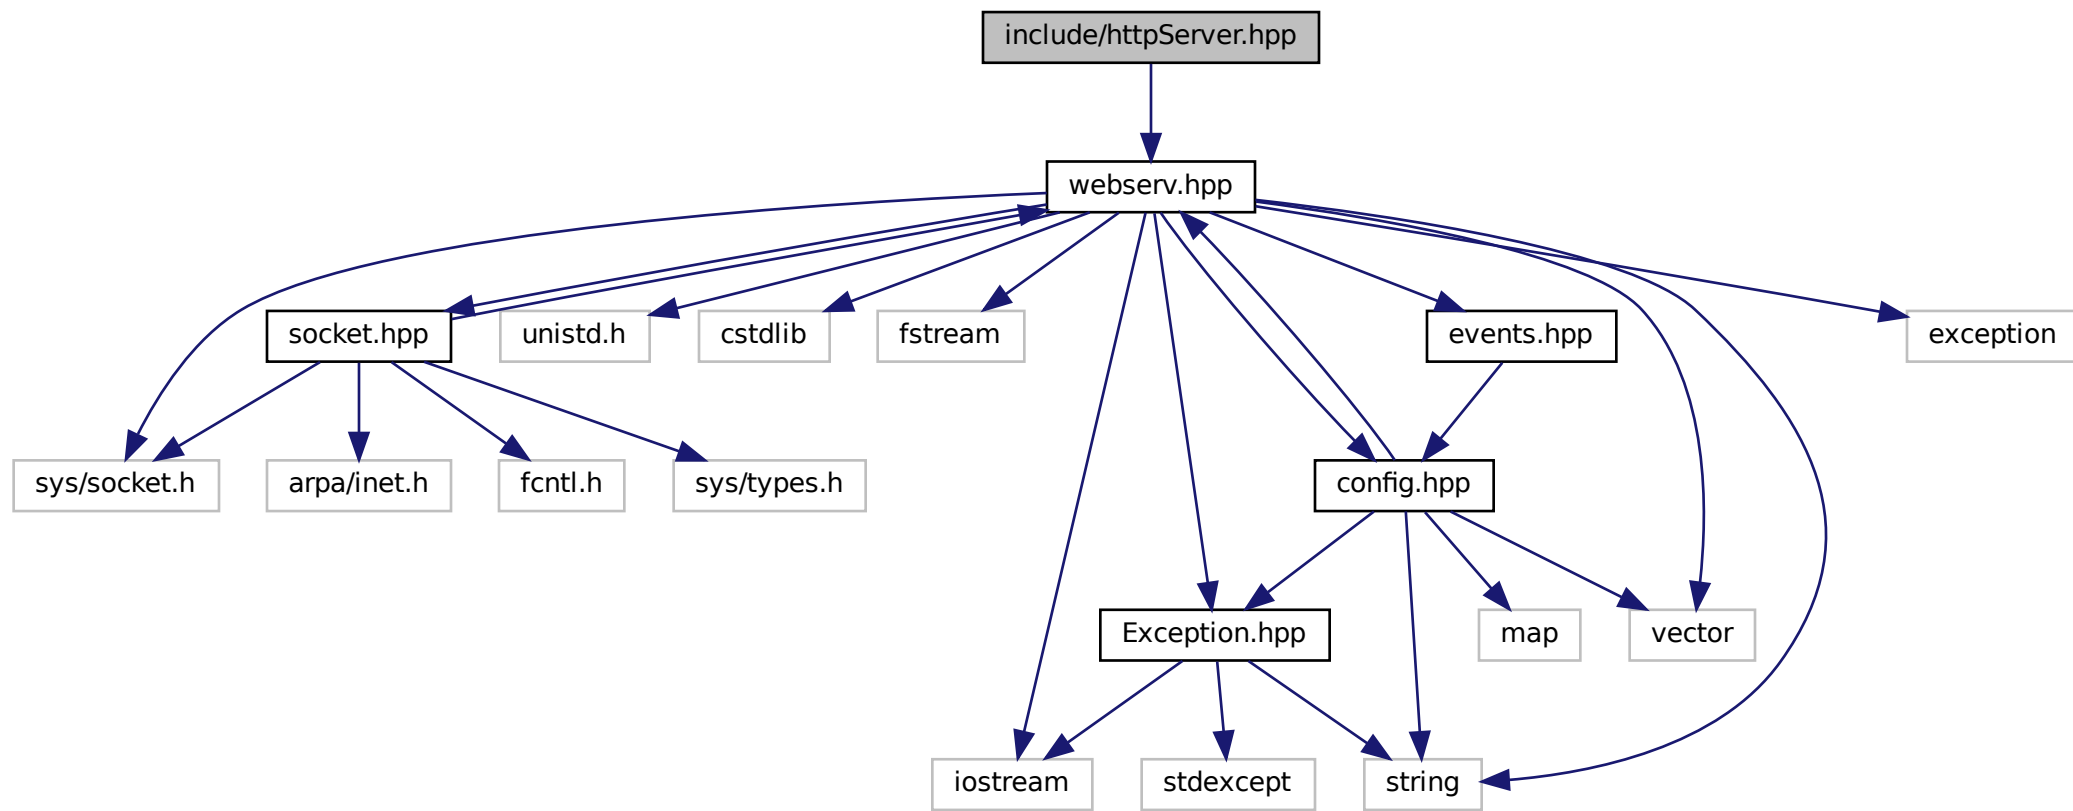 include/httpServer.hpp
webserv.hpp
socket.hpp
unistd.h
cstdlib
fstream
events.hpp
exception
sys/socket.h
arpa/inet.h
fcntl.h
sys/types.h
config.hpp
Exception.hpp
map
vector
iostream
stdexcept
string